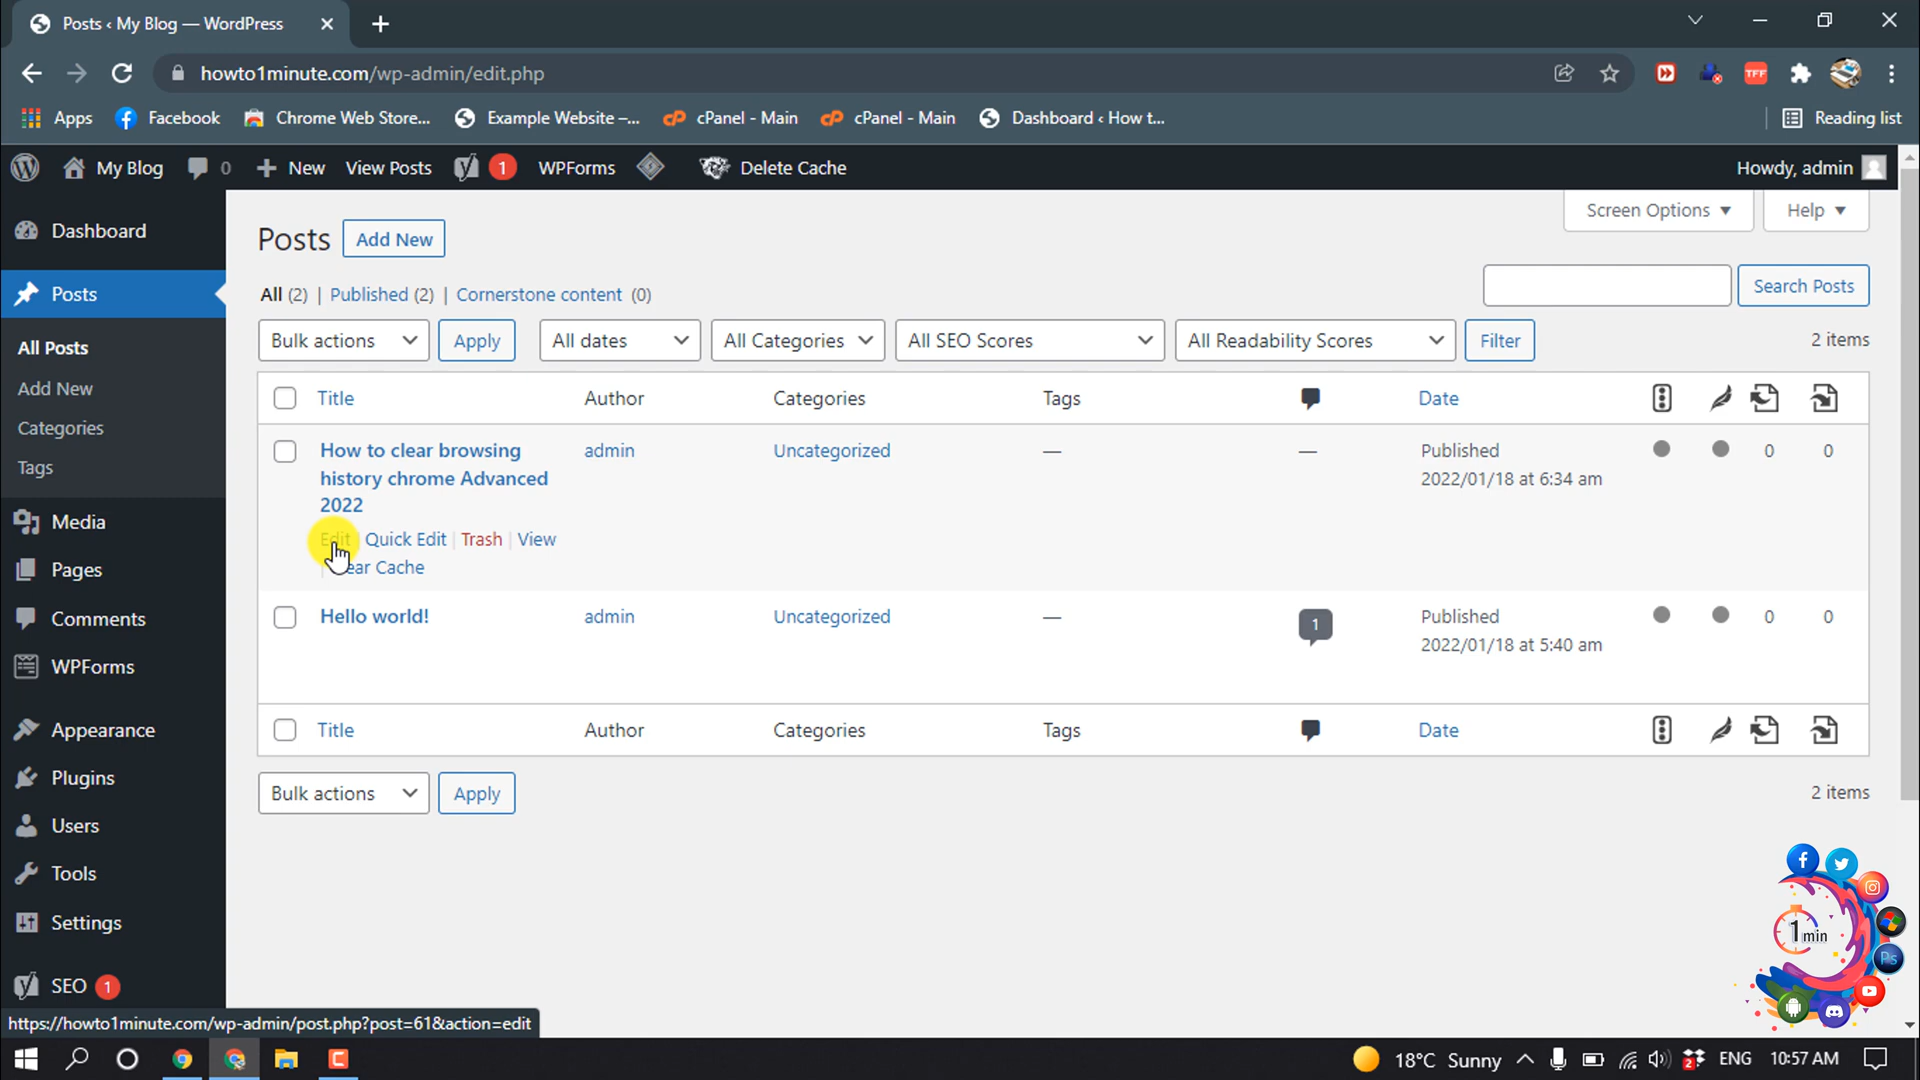 Posts ‹ My Blog — WordPress
howto1minute.com/wp-admin/edit.php
TFF
Apps Facebook Chrome Web Store... Example Website –... cPanel - Main cPanel - Main Dashboard ‹ How t... Reading list
My Blog 0 New View Posts 1 WPForms Delete Cache Howdy, admin
Screen Options ▼ Help ▼
Dashboard
Posts
All Posts
Add New
Categories
Tags
Media
Pages
Comments
WPForms
Appearance
Plugins
Users
Tools
Settings
SEO 1
Posts Add New
All (2) | Published (2) | Cornerstone content (0)
Search Posts
Bulk actions Apply All dates All Categories All SEO Scores All Readability Scores Filter 2 items
Title Author Categories Tags Date
How to clear browsing history chrome Advanced 2022 admin Uncategorized — — Published 2022/01/18 at 6:34 am 0 0
Edit | Quick Edit | Trash | View
ear Cache
Hello world! admin Uncategorized — 1 Published 2022/01/18 at 5:40 am 0 0
Title Author Categories Tags Date
Bulk actions Apply 2 items
1 min
Ps
https://howto1minute.com/wp-admin/post.php?post=61&action=edit
18°C Sunny 2 ENG 10:57 AM